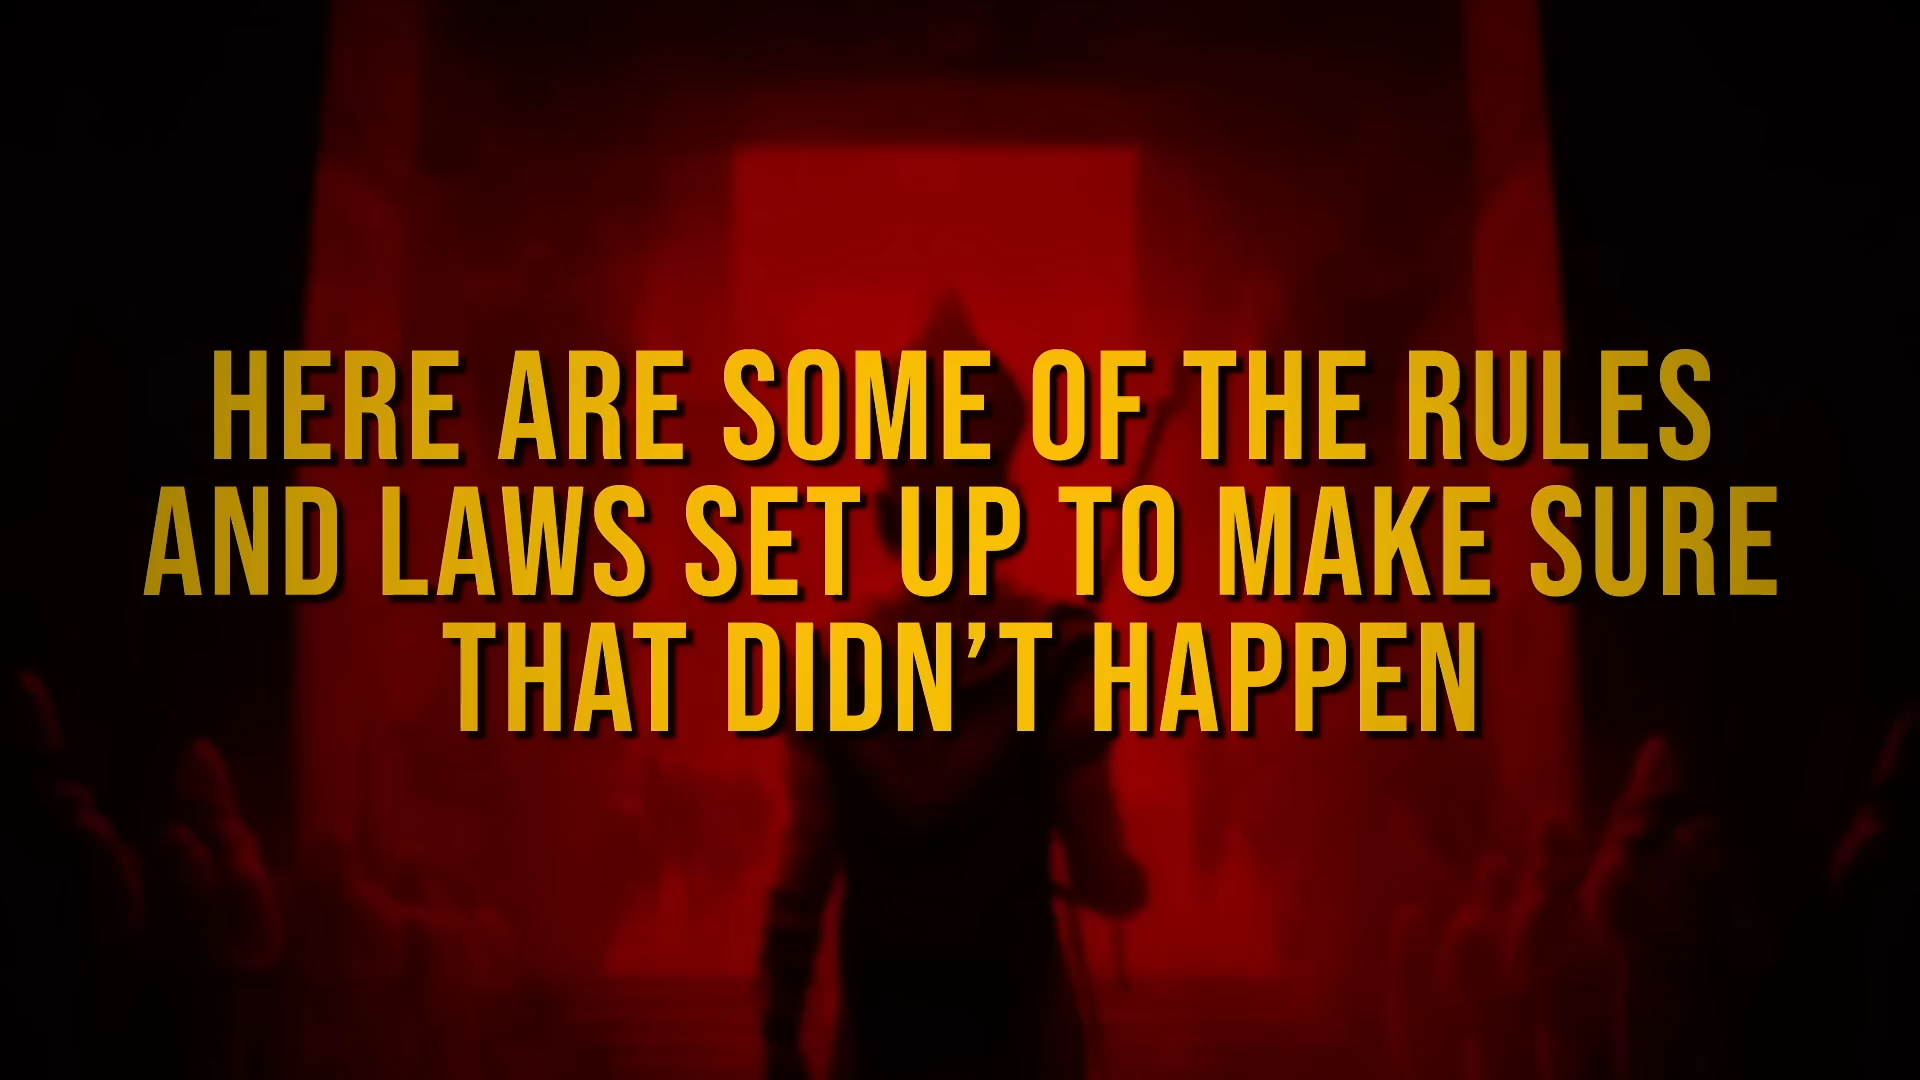 HERE ARE SOME OF THE RULES
AND LAWS SET UP TO MAKE SURE
THAT DIDN’T HAPPEN